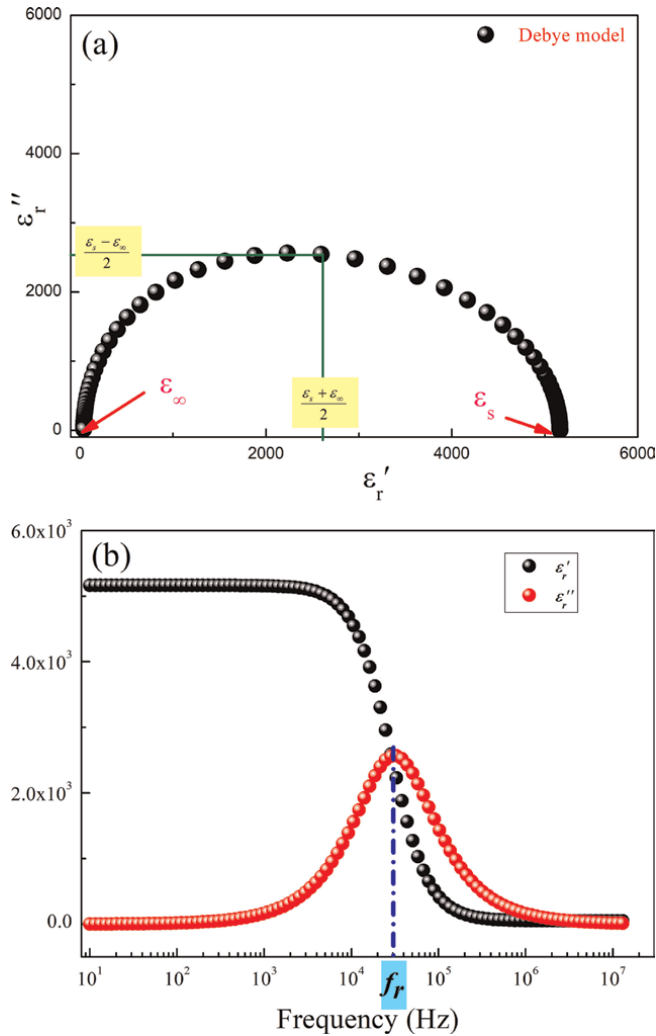 (a)
Debye model
6000
4000
2000
0
εr''
(εs − ε∞)/2
(εs + ε∞)/2
ε∞
εs
0 2000 4000 6000
εr'
(b)
εr'
εr''
6.0x10³
4.0x10³
2.0x10³
0.0
10¹ 10² 10³ 10⁴ 10⁵ 10⁶ 10⁷
fr
Frequency (Hz)